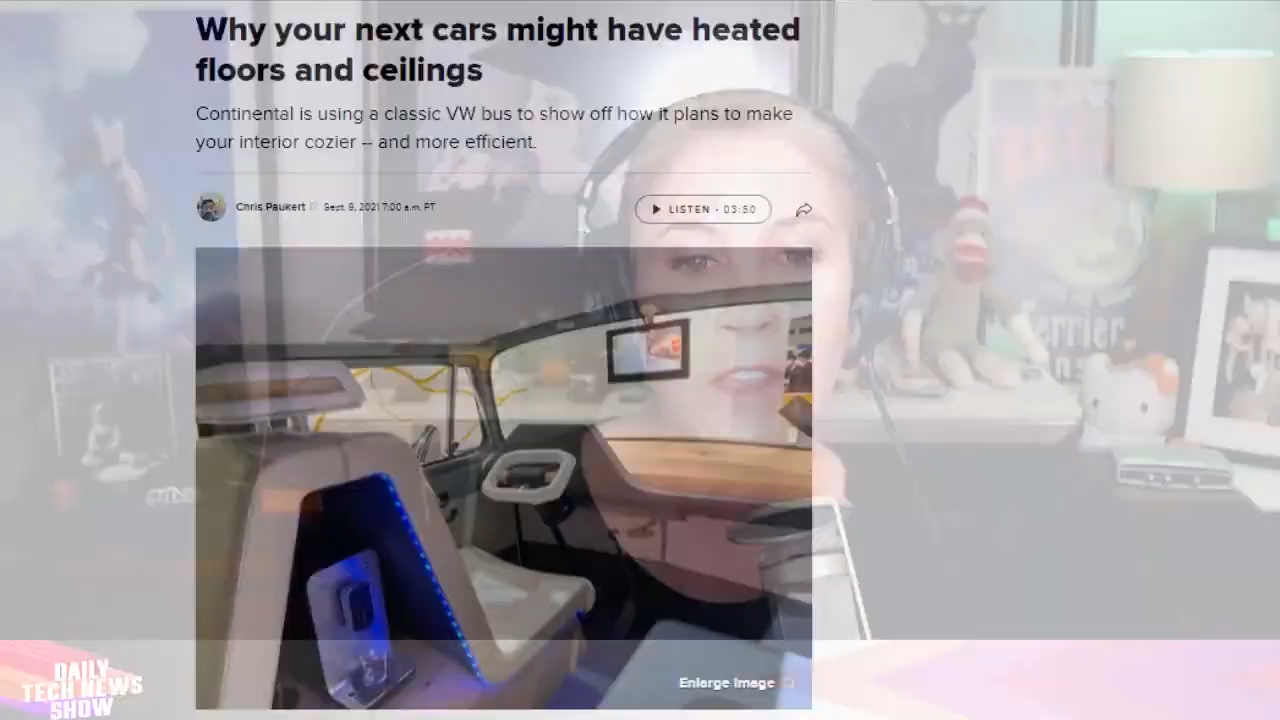 Why your next cars might have heated
floors and ceilings
Continental is using a classic VW bus to show off how it plans to make
your interior cozier -- and more efficient.
Chris Paukert
Sept. 9, 2021 7:00 a.m. PT
LISTEN - 03:50
errier
Enlarge Image
DAILY
TECH NEWS
SHOW